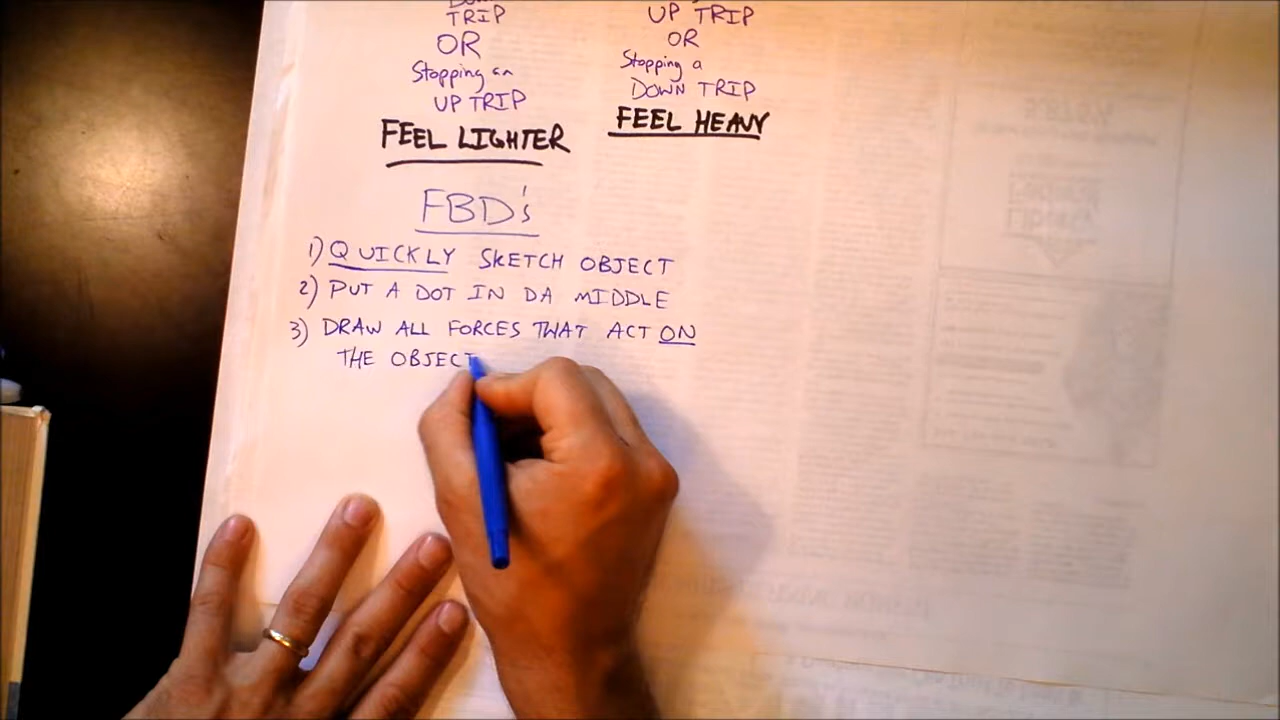 DOWN
TRIP
OR
Stopping an
UP TRIP
FEEL LIGHTER
UP TRIP
OR
Stopping a
DOWN TRIP
FEEL HEAVY
FBD's
1) QUICKLY SKETCH OBJECT
2) PUT A DOT IN DA MIDDLE
3) DRAW ALL FORCES THAT ACT ON
THE OBJECT